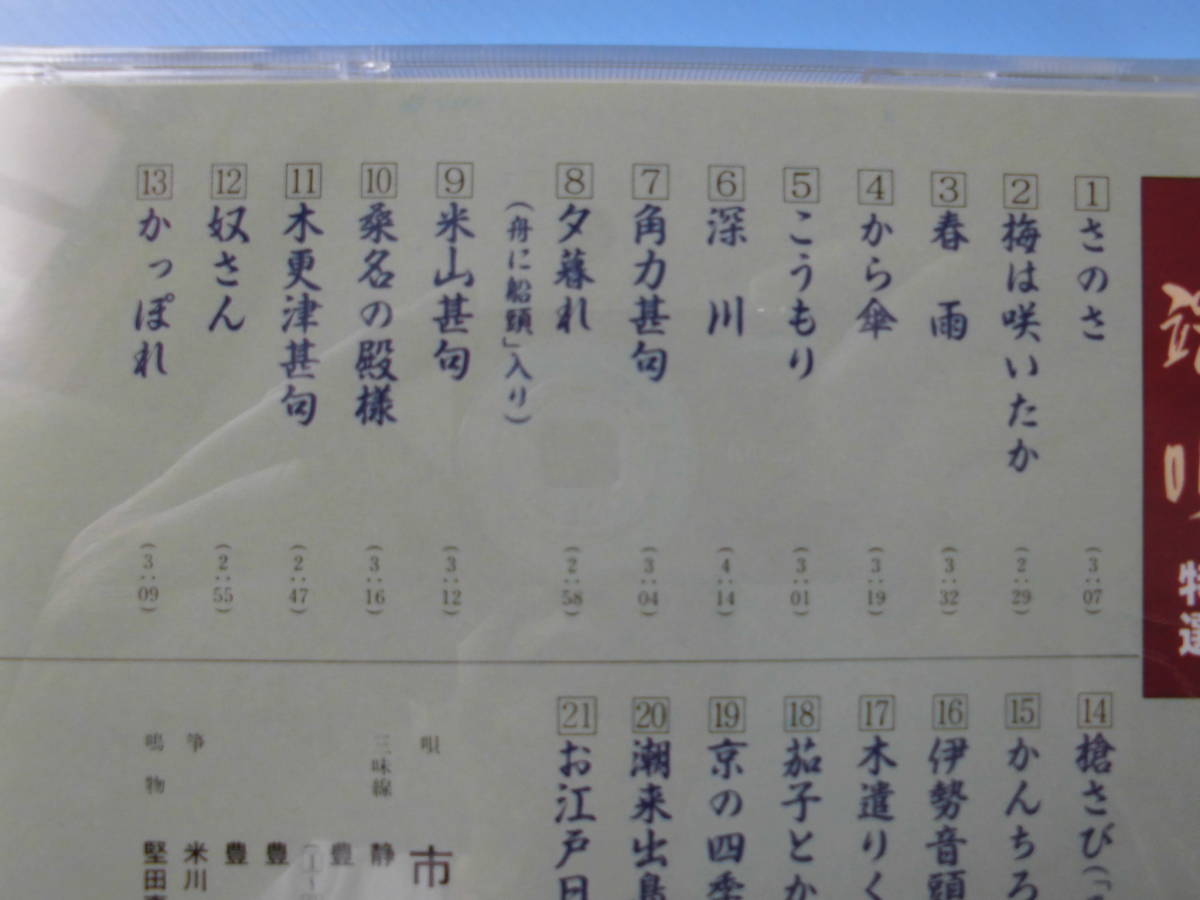 端唄
特選
1 さのさ (3:07)
2 梅は咲いたか (2:29)
3 春雨 (3:32)
4 から傘 (3:19)
5 こうもり (3:01)
6 深川 (4:14)
7 角力甚句 (3:04)
8 夕暮れ (2:58)
(舟に船頭」入り)
9 米山甚句 (3:12)
10 桑名の殿様 (3:16)
11 木更津甚句 (2:47)
12 奴さん (2:55)
13 かっぽれ (3:09)
14 槍さび(「
15 かんちろ
16 伊勢音頭
17 木遣りく
18 茄子とか
19 京の四季
20 潮来出島
21 お江戸日
唄 市
三味線 静
豊
豊
豊
箏 米川
鳴物 堅田